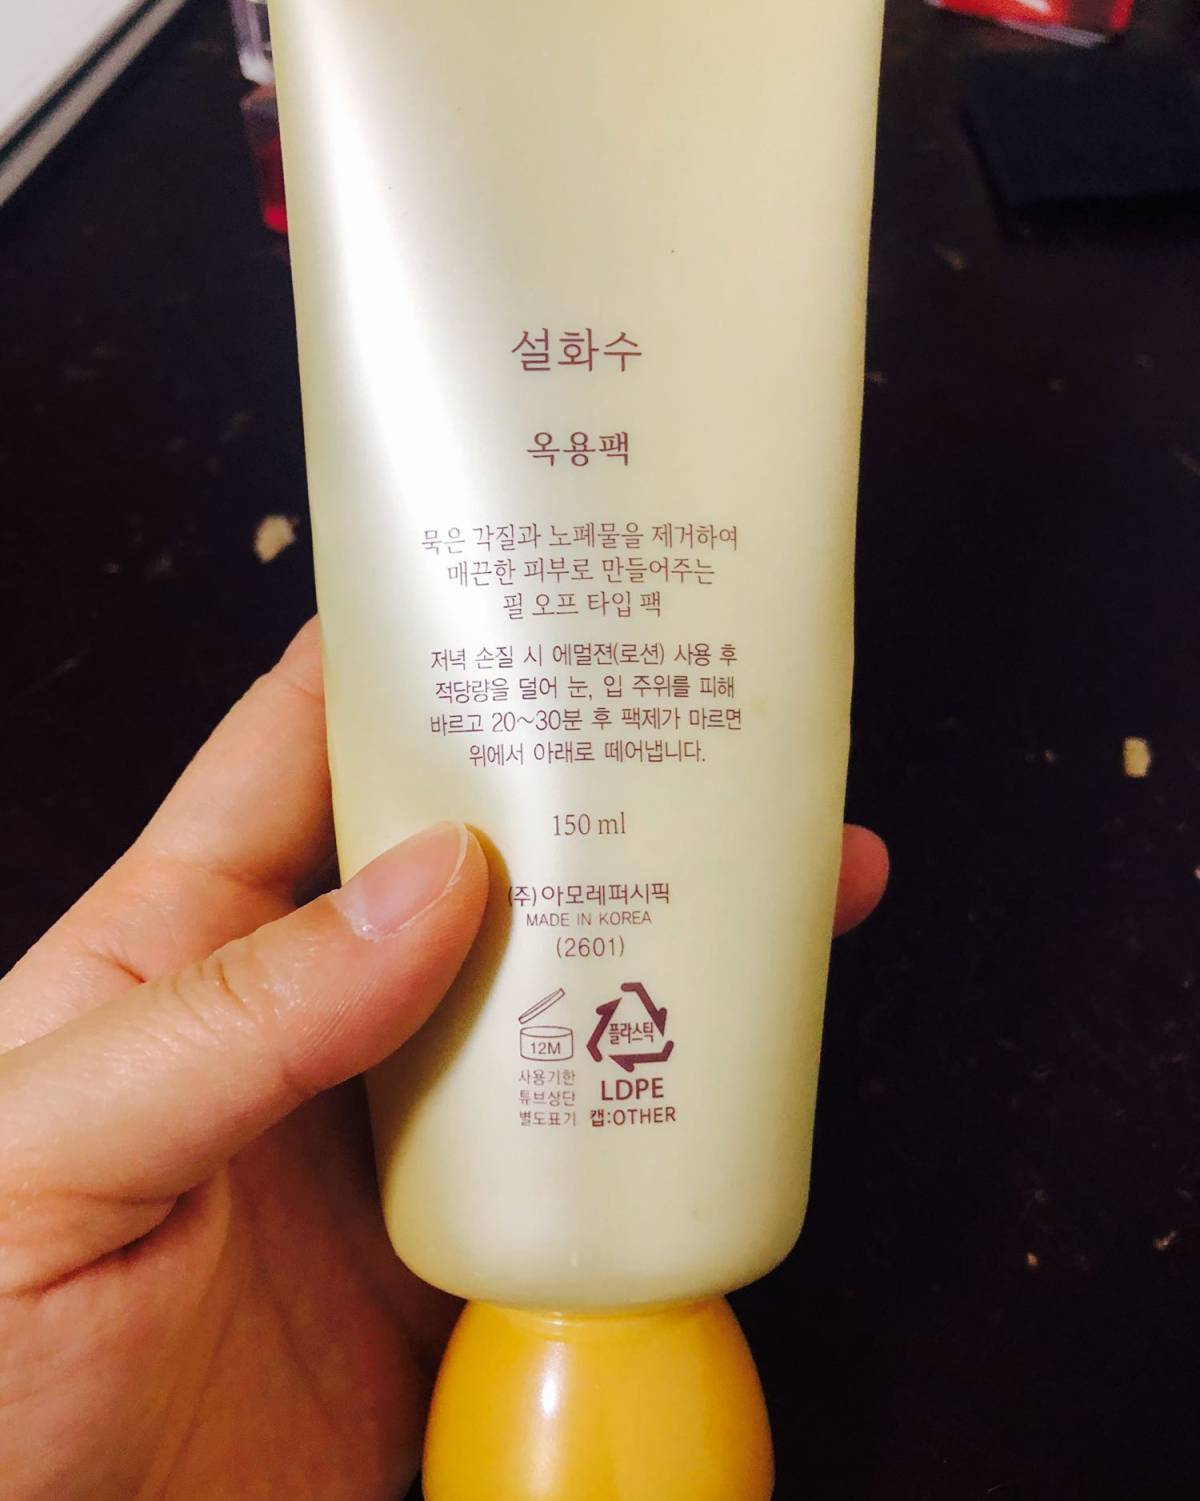 설화수
옥용팩
묵은 각질과 노폐물을 제거하여
매끈한 피부로 만들어주는
필 오프 타입 팩
저녁 손질 시 에멀젼(로션) 사용 후
적당량을 덜어 눈, 입 주위를 피해
바르고 20~30분 후 팩제가 마르면
위에서 아래로 떼어냅니다.
150 ml
(주)아모레퍼시픽
MADE IN KOREA
(2601)
12M
사용기한
튜브상단
별도표기
플라스틱
LDPE
캡:OTHER